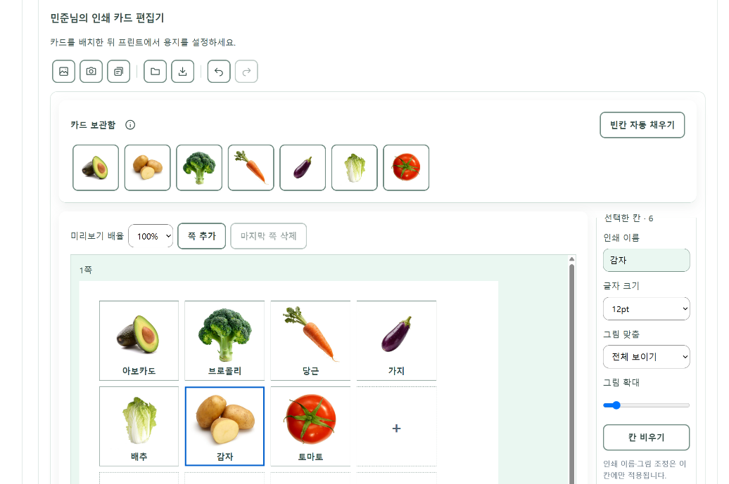 민준님의 인쇄 카드 편집기
카드를 배치한 뒤 프린트에서 용지를 설정하세요.
카드 보관함
빈칸 자동 채우기
미리보기 배율
100%
쪽 추가
마지막 쪽 삭제
1쪽
아보카도
브로콜리
당근
가지
배추
감자
토마토
+
선택한 칸 · 6
인쇄 이름
감자
글자 크기
12pt
그림 맞춤
전체 보이기
그림 확대
칸 비우기
인쇄 이름·그림 조정은 이
칸에만 적용됩니다.